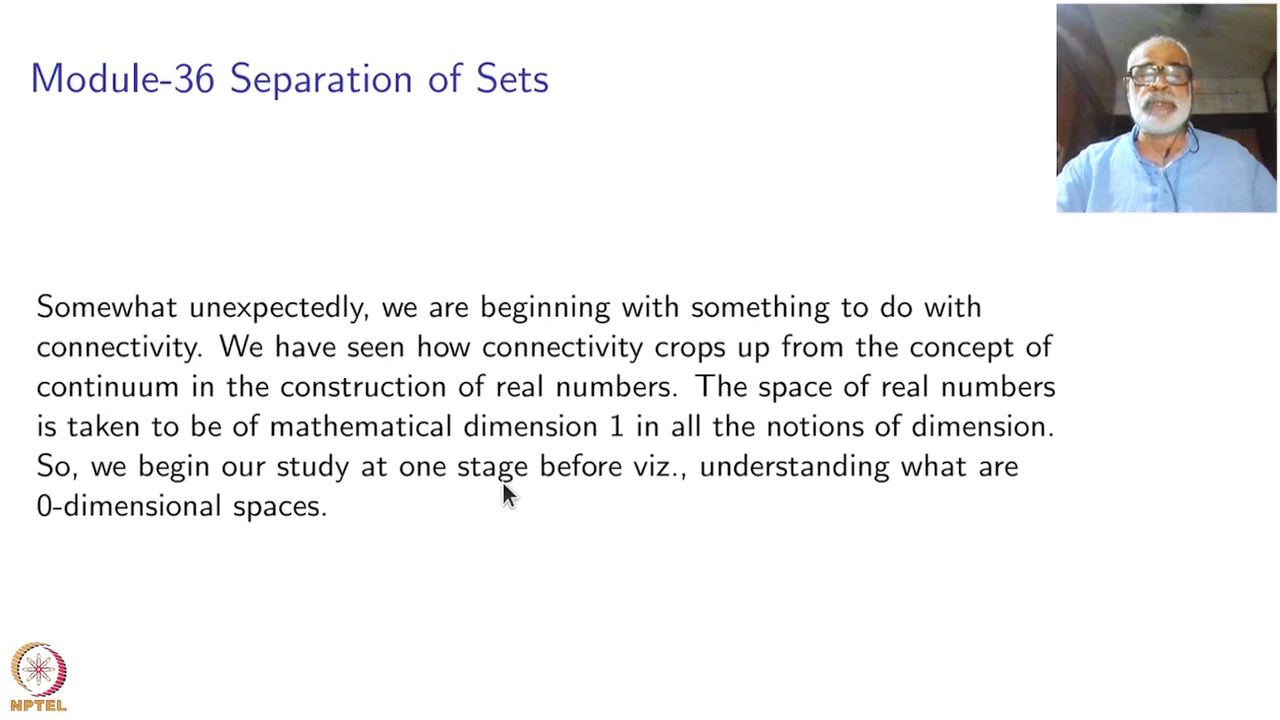 Module-36 Separation of Sets
Somewhat unexpectedly, we are beginning with something to do with
connectivity. We have seen how connectivity crops up from the concept of
continuum in the construction of real numbers. The space of real numbers
is taken to be of mathematical dimension 1 in all the notions of dimension.
So, we begin our study at one stage before viz., understanding what are
0-dimensional spaces.
NPTEL